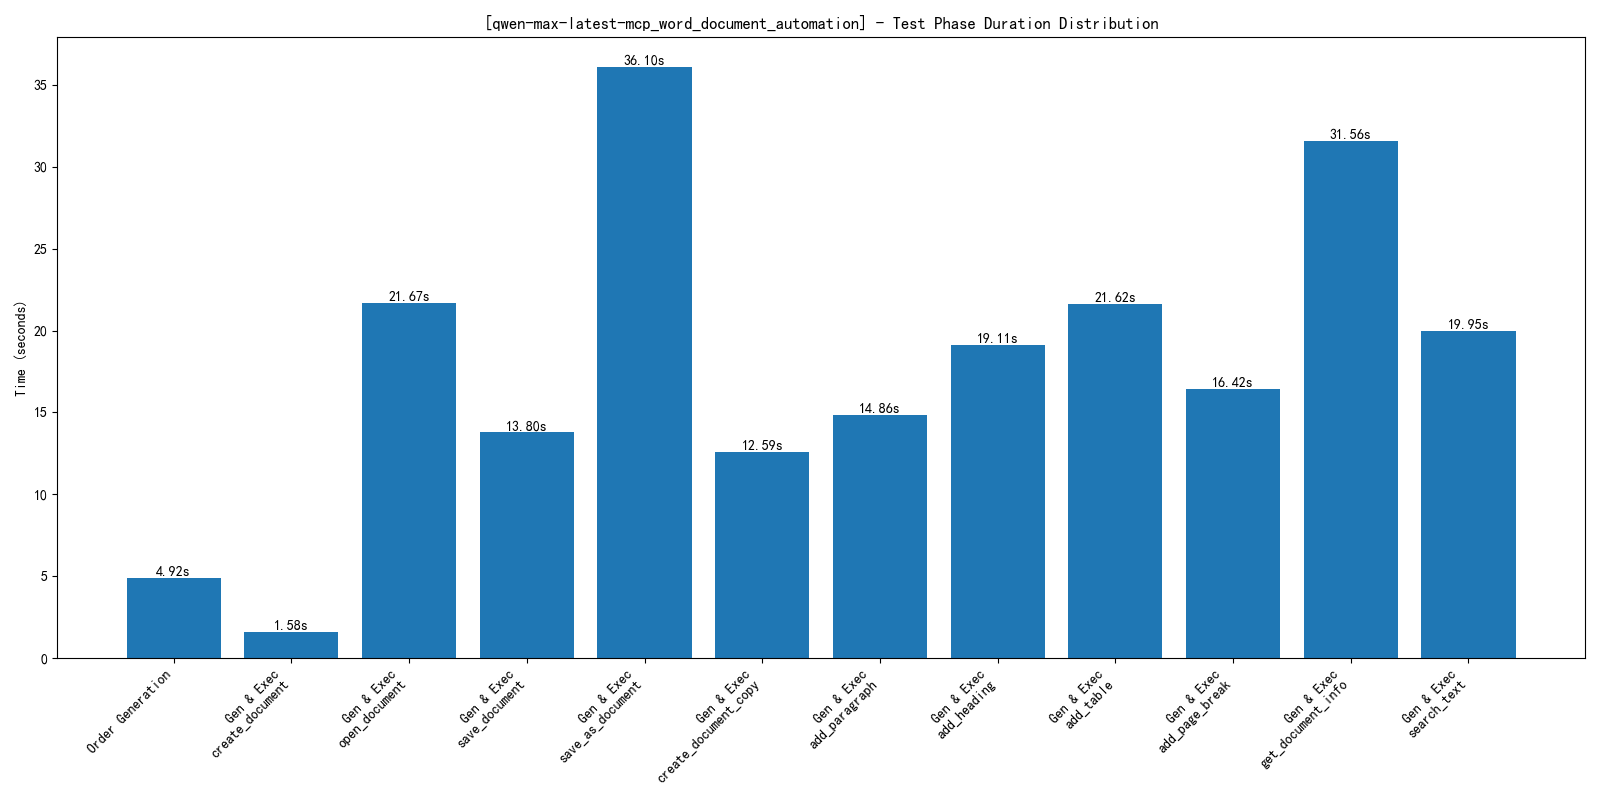 [qwen-max-latest-mcp_word_document_automation] - Test Phase Duration Distribution
Time (seconds)
35
30
25
20
15
10
5
0
4.92s
1.58s
21.67s
13.80s
36.10s
12.59s
14.86s
19.11s
21.62s
16.42s
31.56s
19.95s
Order Generation
Gen & Exec
create_document
Gen & Exec
open_document
Gen & Exec
save_document
Gen & Exec
save_as_document
Gen & Exec
create_document_copy
Gen & Exec
add_paragraph
Gen & Exec
add_heading
Gen & Exec
add_table
Gen & Exec
add_page_break
Gen & Exec
get_document_info
Gen & Exec
search_text